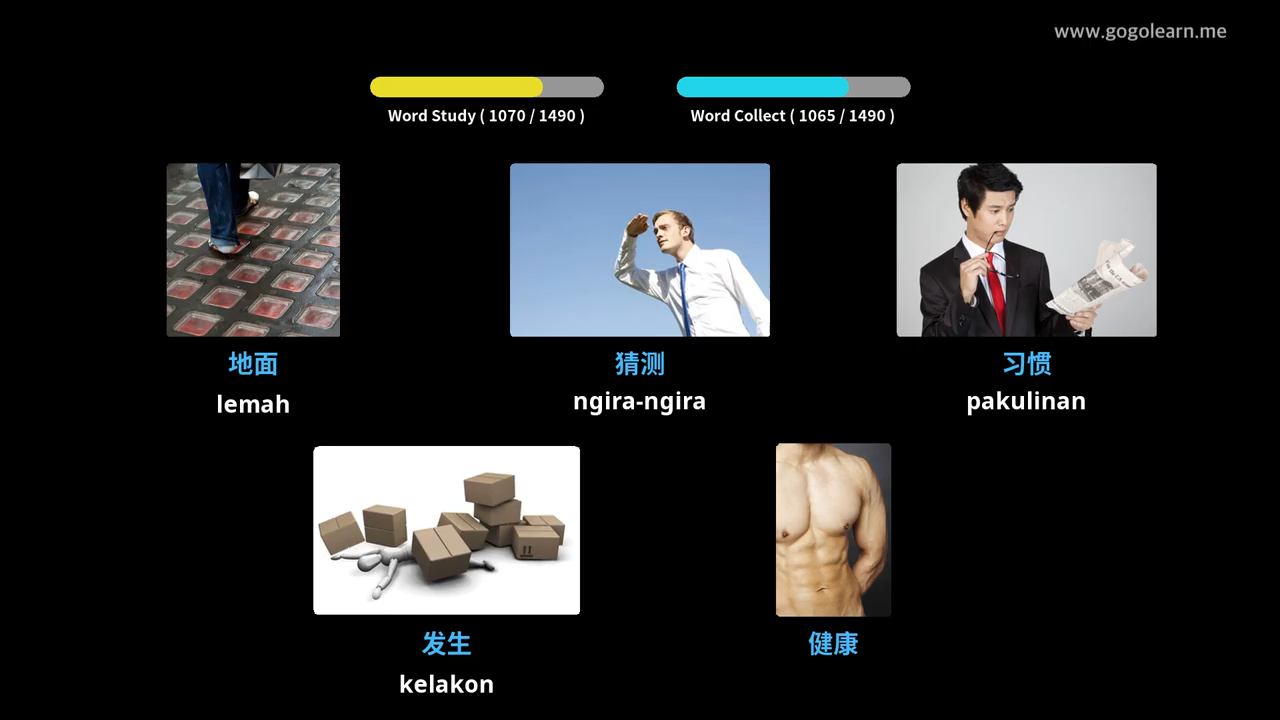 www.gogolearn.me
Word Study ( 1070 / 1490 )
Word Collect ( 1065 / 1490 )
地面
lemah
猜测
ngira-ngira
习惯
pakulinan
发生
kelakon
健康